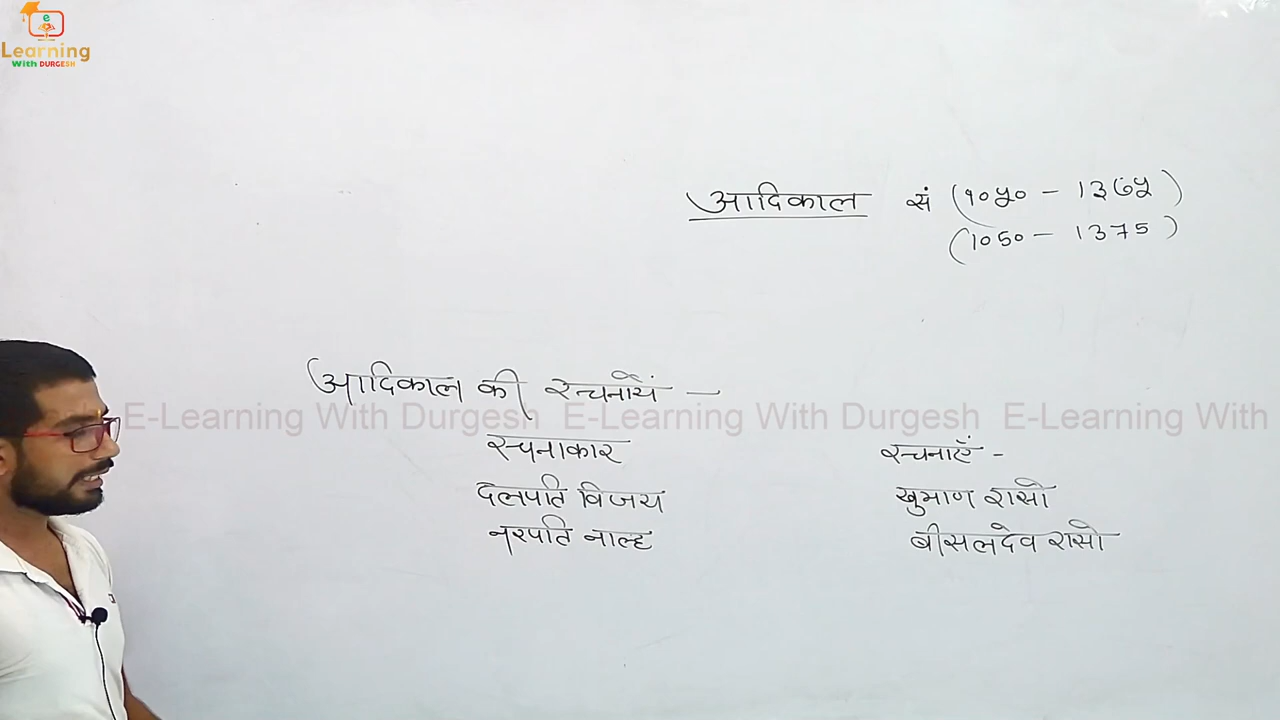 e
Learning
With DURGESH
आदिकाल सं (१०५० - 1३७५)
(1050 - 1375)
आदिकाल की रचनायें -
E-Learning With Durgesh E-Learning With Durgesh E-Learning With
रचनाकार रचनाएँ -
दलपति विजय खुमाण रासो
नरपति नाल्ह बीसलदेव रासो